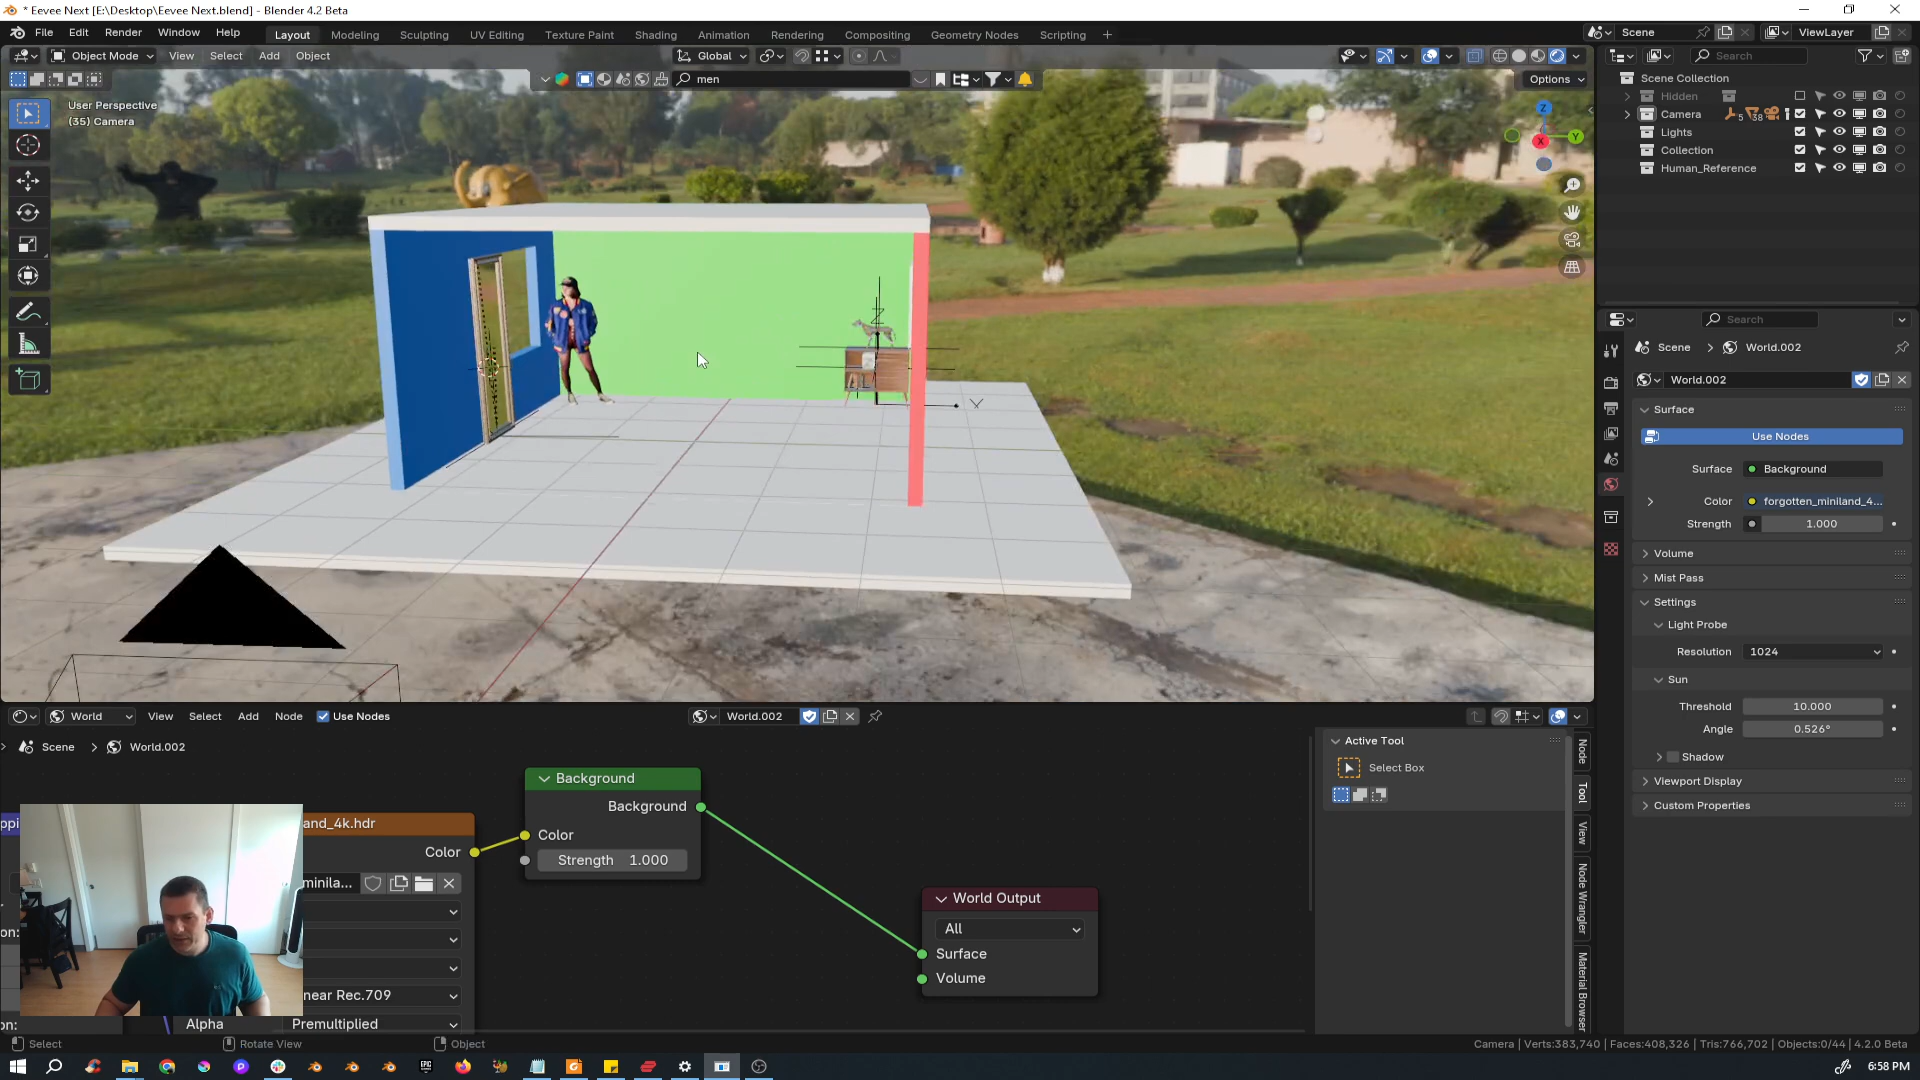 * Eevee Next [E:\Desktop\Eevee Next.blend] - Blender 4.2 Beta
File Edit Render Window Help
Layout Modeling Sculpting UV Editing Texture Paint Shading Animation Rendering Compositing Geometry Nodes Scripting +
Scene
ViewLayer
Object Mode View Select Add Object
Global
Search
men
Options
User Perspective
(35) Camera
Z
Y
X
Z
Y
Scene Collection
Hidden
Camera 5 38
Lights
Collection
Human_Reference
Search
Scene > World.002
World.002
Surface
Use Nodes
Surface Background
Color forgotten_miniland_4...
Strength 1.000
Volume
Mist Pass
Settings
Light Probe
Resolution 1024
Sun
Threshold 10.000
Angle 0.526°
Shadow
Viewport Display
Custom Properties
World View Select Add Node Use Nodes
World.002
Scene > World.002
Active Tool
Select Box
Node
Tool
View
Node Wrangler
Material Browser
Background
Background
Color
Strength 1.000
ppi
and_4k.hdr
Color
minila...
on:
near Rec.709
on:
Alpha Premultiplied
World Output
All
Surface
Volume
Select
Rotate View
Object
Camera | Verts:383,740 | Faces:408,326 | Tris:766,702 | Objects:0/44 | 4.2.0 Beta
6:58 PM